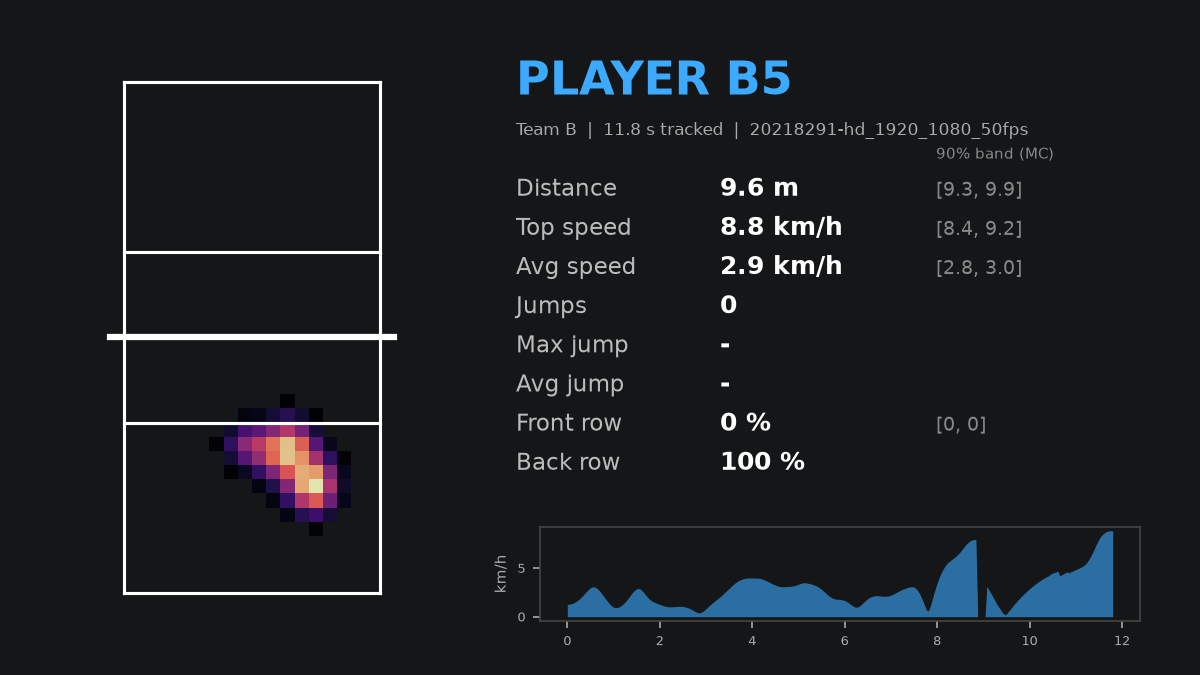 PLAYER B5
Team B | 11.8 s tracked | 20218291-hd_1920_1080_50fps
90% band (MC)
Distance 9.6 m [9.3, 9.9]
Top speed 8.8 km/h [8.4, 9.2]
Avg speed 2.9 km/h [2.8, 3.0]
Jumps 0
Max jump -
Avg jump -
Front row 0 % [0, 0]
Back row 100 %
km/h
5
0
0 2 4 6 8 10 12